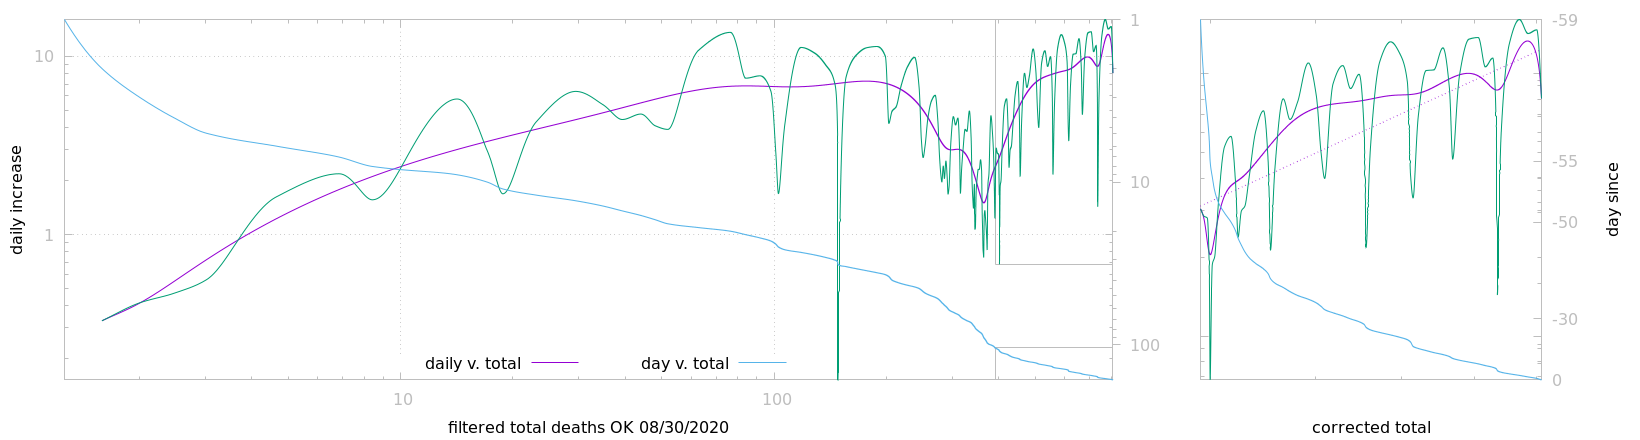 10
1
daily increase
1
10
100
10
100
daily v. total
day v. total
filtered total deaths OK 08/30/2020
-59
-55
-50
-30
0
day since
corrected total